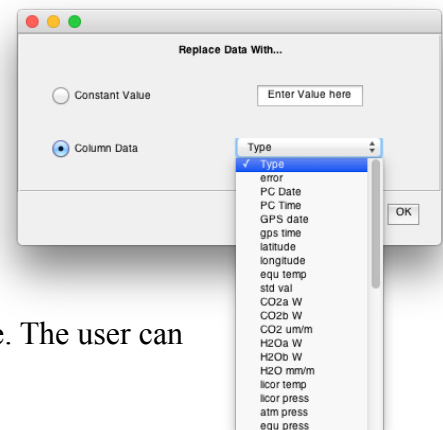 Replace Data With...
Constant Value
Enter Value here
Column Data
Type
✓ Type
error
PC Date
PC Time
GPS date
gps time
latitude
longitude
equ temp
std val
CO2a W
CO2b W
CO2 um/m
H2Oa W
H2Ob W
H2O mm/m
licor temp
licor press
atm press
equ press
OK
e. The user can